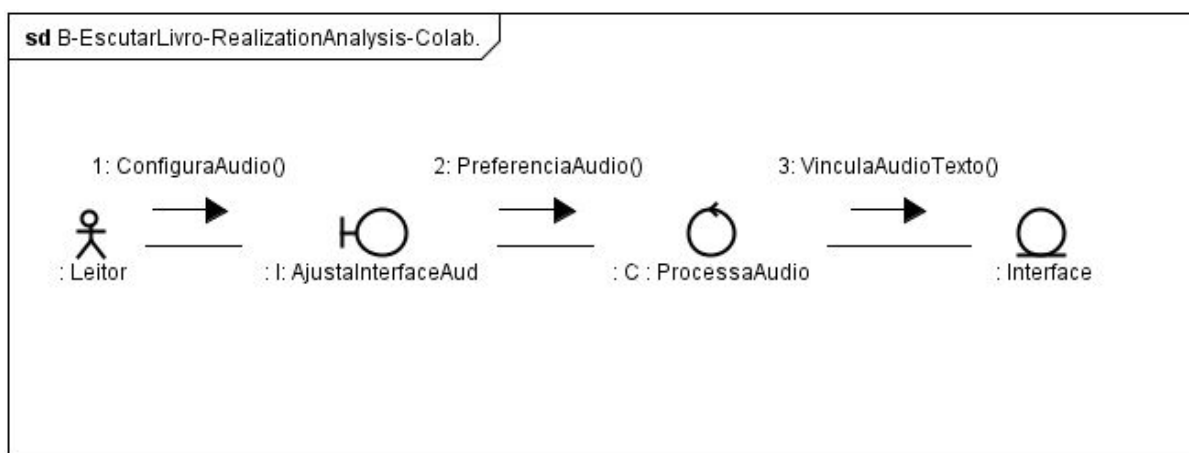 sd B-EscutarLivro-RealizationAnalysis-Colab.
1: ConfiguraAudio() 2: PreferenciaAudio() 3: VinculaAudioTexto()
: Leitor : I: AjustaInterfaceAud : C : ProcessaAudio : Interface